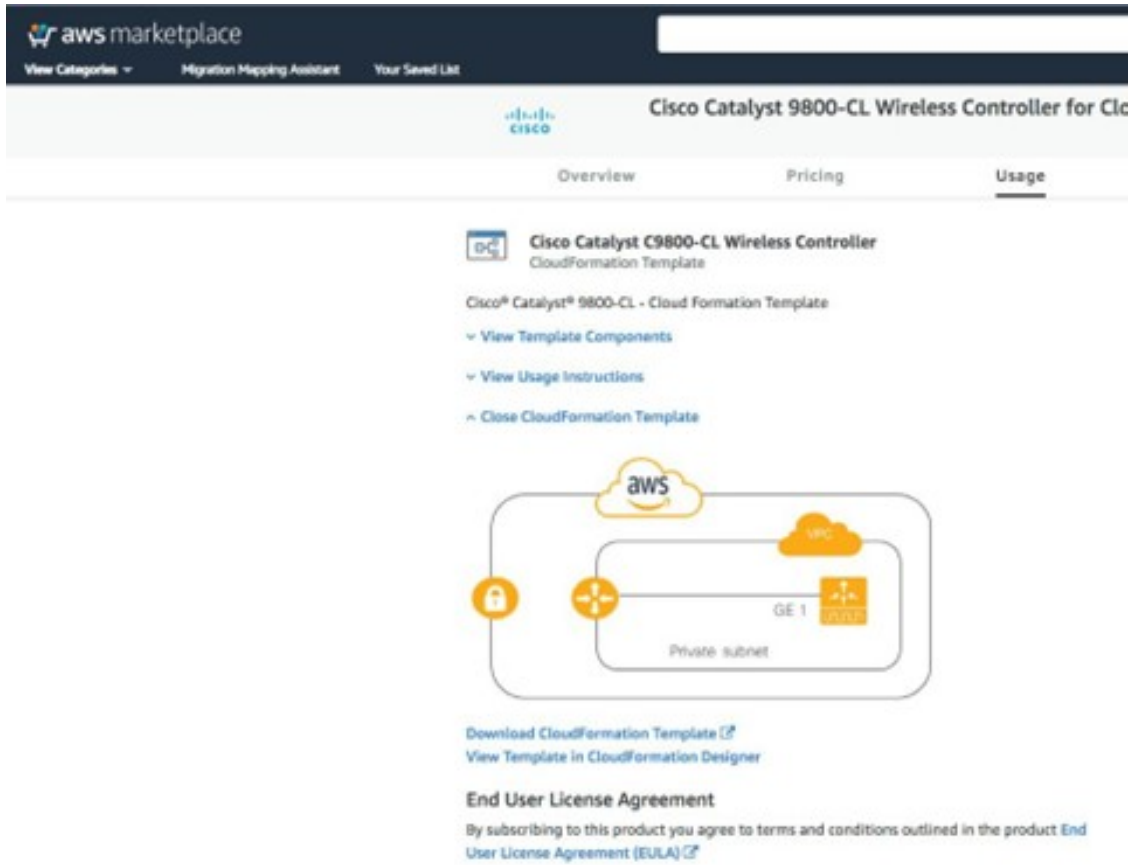 aws marketplace
View Categories Migration Mapping Assistant Your Saved List
CISCO
Cisco Catalyst 9800-CL Wireless Controller for Clo
Overview Pricing Usage
Cisco Catalyst C9800-CL Wireless Controller
CloudFormation Template
Cisco® Catalyst® 9800-CL - Cloud Formation Template
View Template Components
View Usage Instructions
Close CloudFormation Template
aws
VPC
GE 1
Private subnet
Download CloudFormation Template
View Template in CloudFormation Designer
End User License Agreement
By subscribing to this product you agree to terms and conditions outlined in the product End
User License Agreement (EULA)